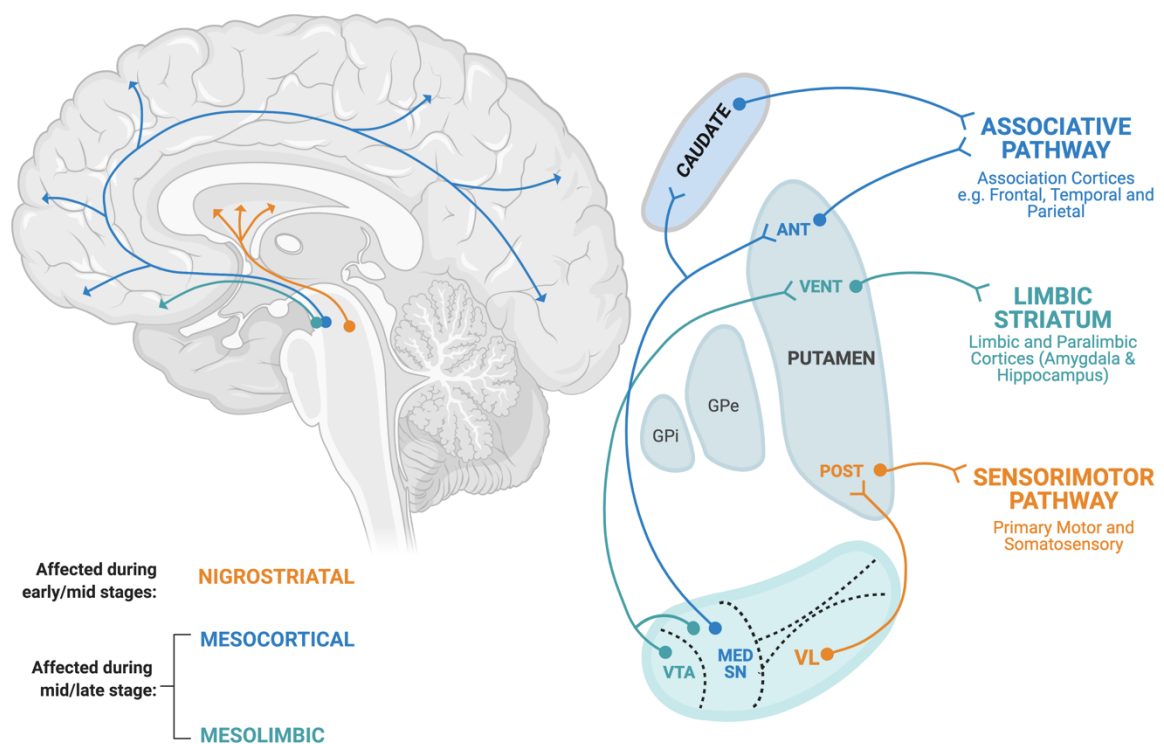 CAUDATE
ASSOCIATIVE
PATHWAY
Association Cortices
e.g. Frontal, Temporal and
Parietal
ANT
VENT
LIMBIC
STRIATUM
Limbic and Paralimbic
Cortices (Amygdala &
Hippocampus)
PUTAMEN
GPe
GPi
POST
SENSORIMOTOR
PATHWAY
Primary Motor and
Somatosensory
Affected during
early/mid stages:
NIGROSTRIATAL
MESOCORTICAL
Affected during
mid/late stage:
MESOLIMBIC
VTA
MED
SN
VL